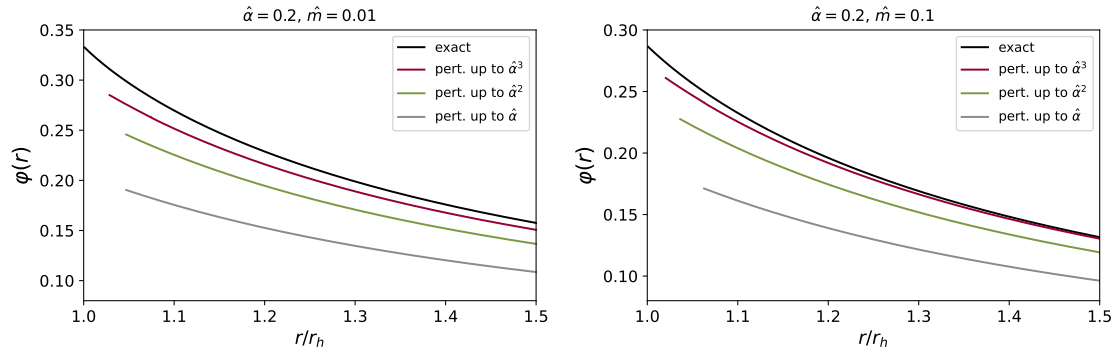 α̂ = 0.2, m̂ = 0.01
φ(r)
0.35
0.30
0.25
0.20
0.15
0.10
exact
pert. up to α̂³
pert. up to α̂²
pert. up to α̂
1.0 1.1 1.2 1.3 1.4 1.5
r/rₕ
α̂ = 0.2, m̂ = 0.1
φ(r)
0.30
0.25
0.20
0.15
0.10
exact
pert. up to α̂³
pert. up to α̂²
pert. up to α̂
1.0 1.1 1.2 1.3 1.4 1.5
r/rₕ